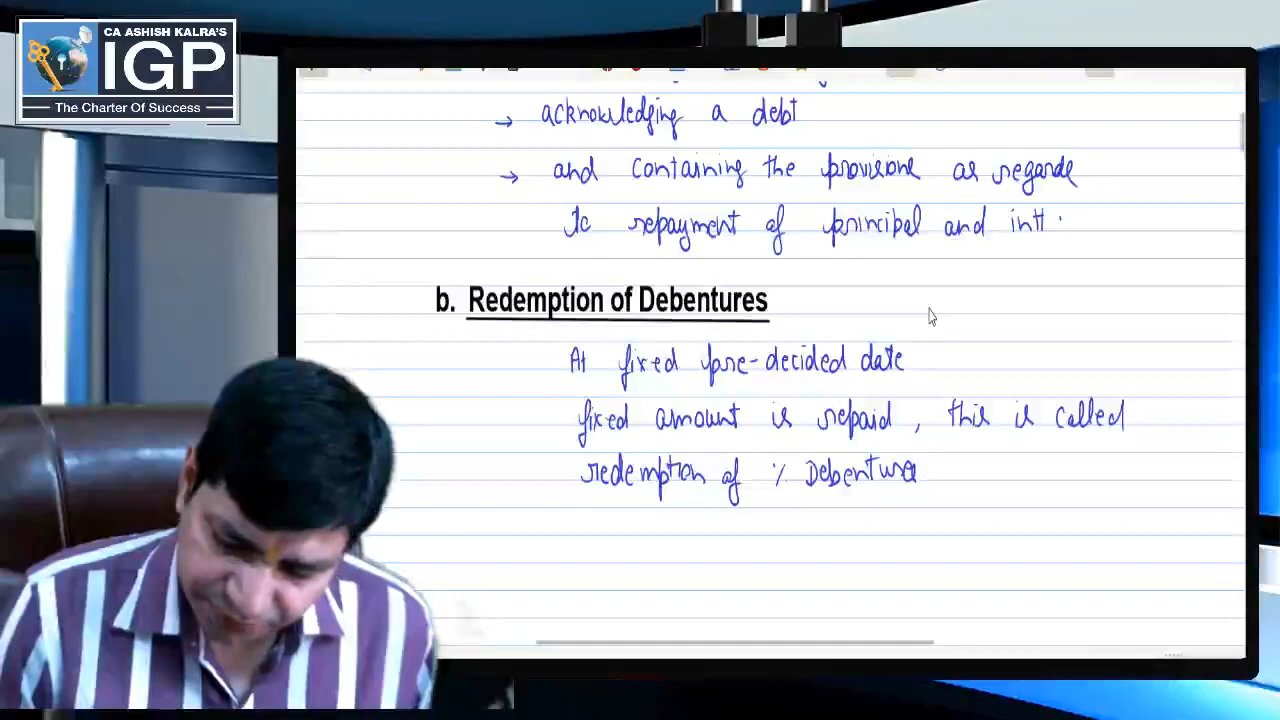 CA ASHISH KALRA'S
IGP
The Charter Of Success
→ acknowledging a debt
→ and containing the provisions as regards
to repayment of principal and intt.
b. Redemption of Debentures
At fixed pre-decided date
fixed amount is repaid, this is called
redemption of % Debenture